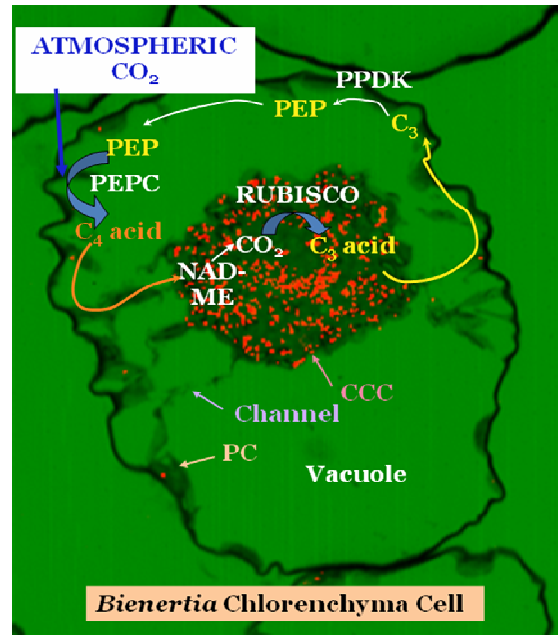 ATMOSPHERIC
CO₂
PPDK
PEP
C₃
PEP
PEPC
RUBISCO
C₄ acid
CO₂
C₃ acid
NAD-
ME
CCC
Channel
PC
Vacuole
Bienertia Chlorenchyma Cell